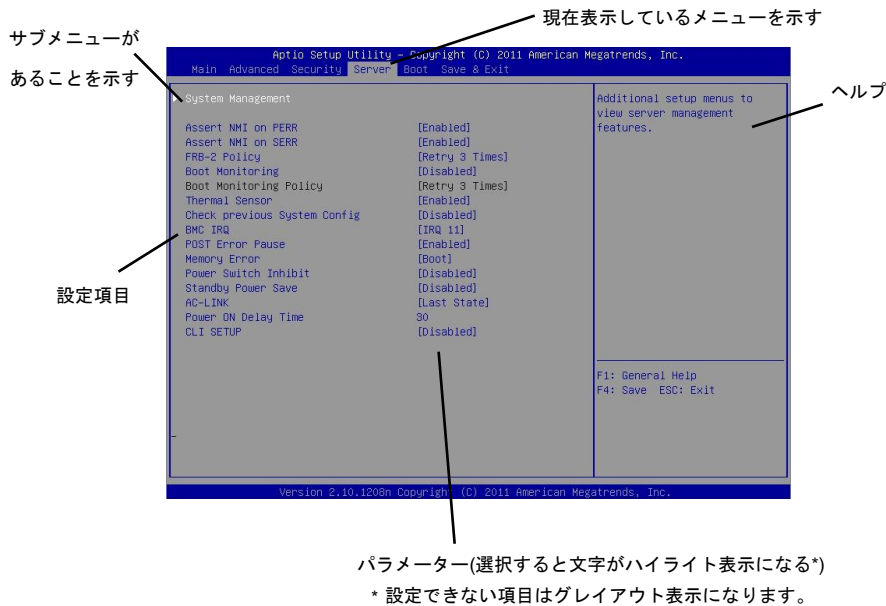 現在表示しているメニューを示す
サブメニューが
あることを示す
Aptio Setup Utility – Copyright (C) 2011 American Megatrends, Inc.
Main Advanced Security Server Boot Save & Exit
System Management
Assert NMI on PERR [Enabled]
Assert NMI on SERR [Enabled]
FRB-2 Policy [Retry 3 Times]
Boot Monitoring [Disabled]
Boot Monitoring Policy [Retry 3 Times]
Thermal Sensor [Enabled]
Check previous System Config [Disabled]
BMC IRQ [IRQ 11]
POST Error Pause [Enabled]
Memory Error [Boot]
Power Switch Inhibit [Disabled]
Standby Power Save [Disabled]
AC-LINK [Last State]
Power ON Delay Time 30
CLI SETUP [Disabled]
Additional setup menus to
view server management
features.
F1: General Help
F4: Save ESC: Exit
Version 2.10.1208n Copyright (C) 2011 American Megatrends, Inc.
ヘルプ
設定項目
パラメーター(選択すると文字がハイライト表示になる*)
* 設定できない項目はグレイアウト表示になります。